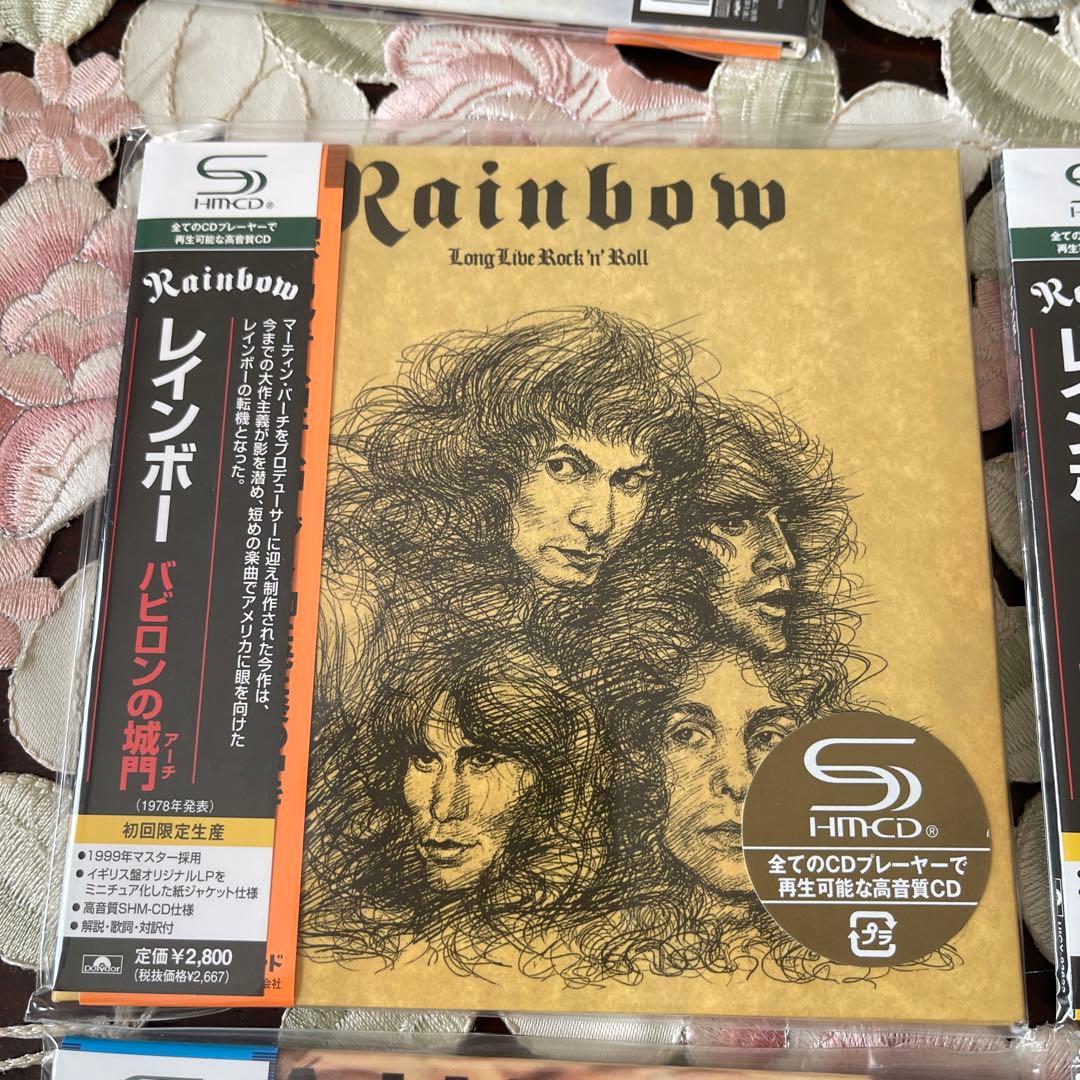 SHM-CD®
全てのCDプレーヤーで
再生可能な高音質CD
Rainbow
レインボー
バビロンの城門
アーチ
マーティン・バーチをプロデューサーに迎え制作された今作は、
今までの大作主義が影を潜め、短めの楽曲でアメリカに眼を向けた
レインボーの転機となった。
(1978年発表)
初回限定生産
●1999年マスター採用
●イギリス盤オリジナルLPを
ミニチュア化した紙ジャケット仕様
●高音質SHM-CD仕様
●解説・歌詞・対訳付
Polydor
定価¥2,800
(税抜価格¥2,667)
Rainbow
Long Live Rock 'n' Roll
SHM-CD®
全てのCDプレーヤーで
再生可能な高音質CD
プラ
ド
会社
HM-CD®